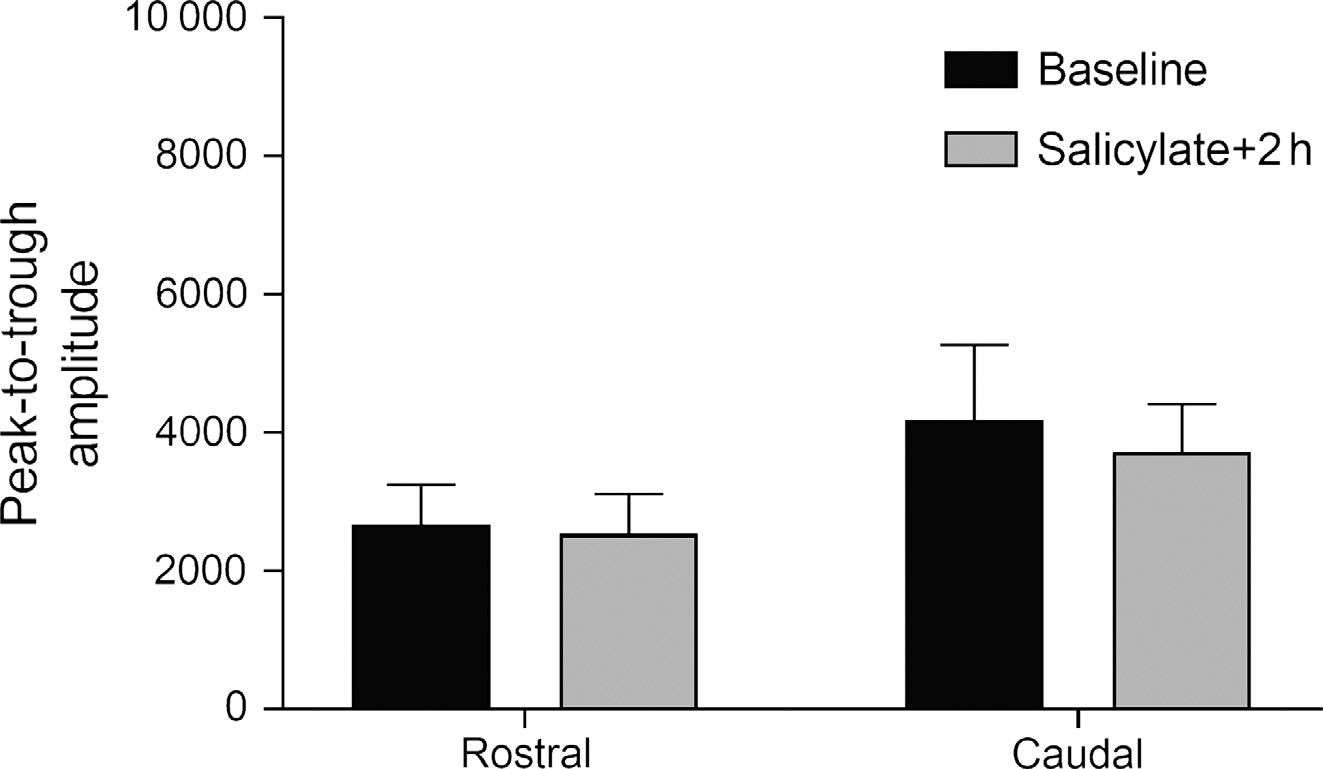 Peak-to-trough
amplitude
10 000
8000
6000
4000
2000
0
Baseline
Salicylate+2 h
Rostral
Caudal